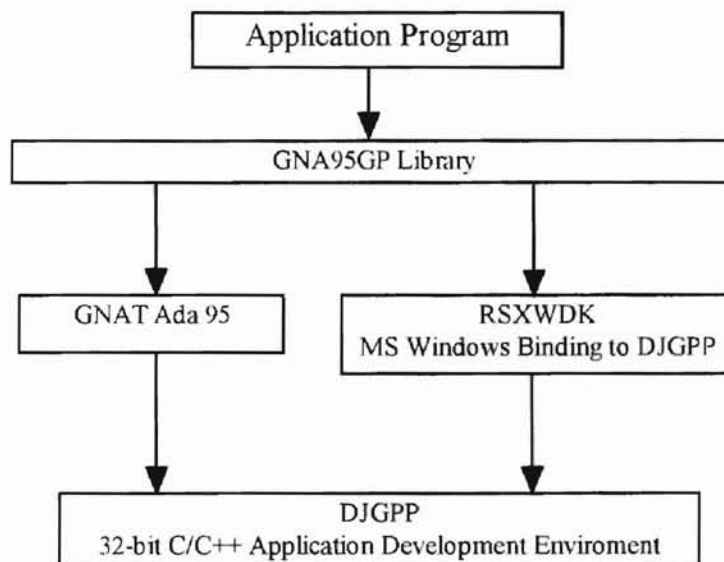 Application Program
GNA95GP Library
GNAT Ada 95
RSXWDK
MS Windows Binding to DJGPP
DJGPP
32-bit C/C++ Application Development Enviroment